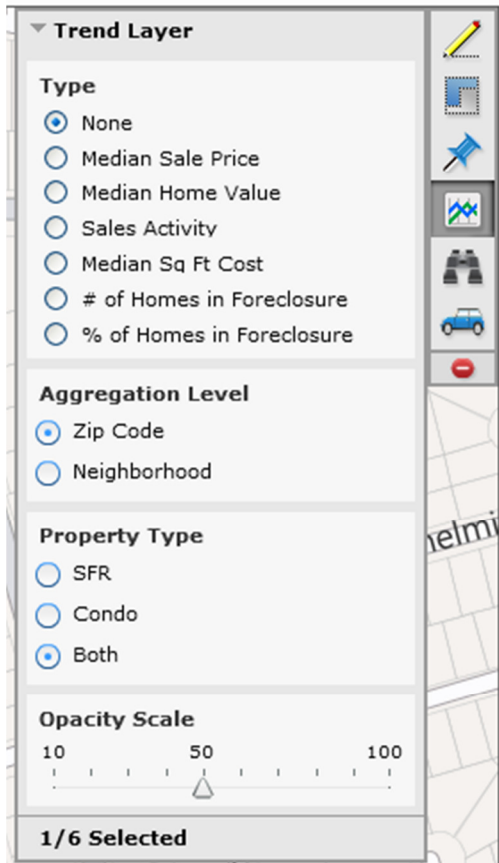 Trend Layer
Type
None
Median Sale Price
Median Home Value
Sales Activity
Median Sq Ft Cost
# of Homes in Foreclosure
% of Homes in Foreclosure
Aggregation Level
Zip Code
Neighborhood
Property Type
SFR
Condo
Both
Opacity Scale
10 50 100
1/6 Selected
helmi